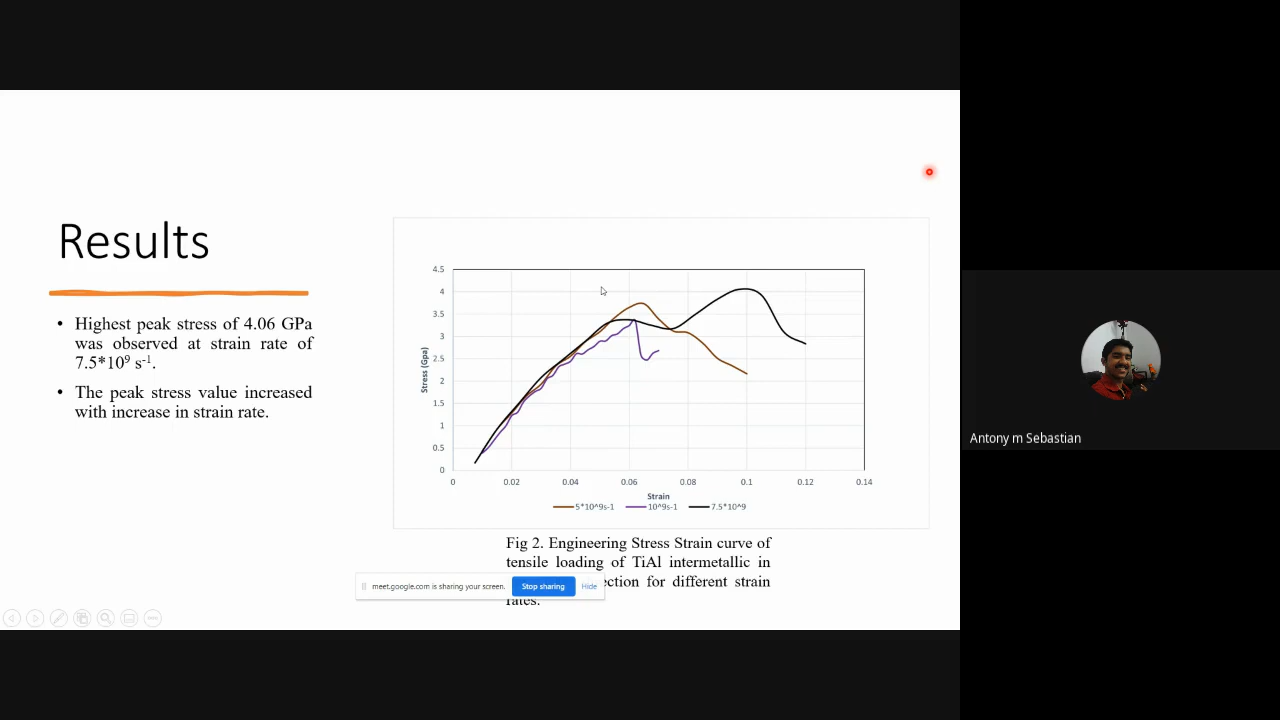 Results
• Highest peak stress of 4.06 GPa
was observed at strain rate of
7.5*10⁹ s⁻¹.
• The peak stress value increased
with increase in strain rate.
4.5
4
3.5
3
2.5
2
1.5
1
0.5
0
Stress (Gpa)
0 0.02 0.04 0.06 0.08 0.1 0.12 0.14
Strain
5*10^9s-1 10^9s-1 7.5*10^9
Fig 2. Engineering Stress Strain curve of
tensile loading of TiAl intermetallic in
ection for different strain
rates.
meet.google.com is sharing your screen. Stop sharing Hide
Antony m Sebastian